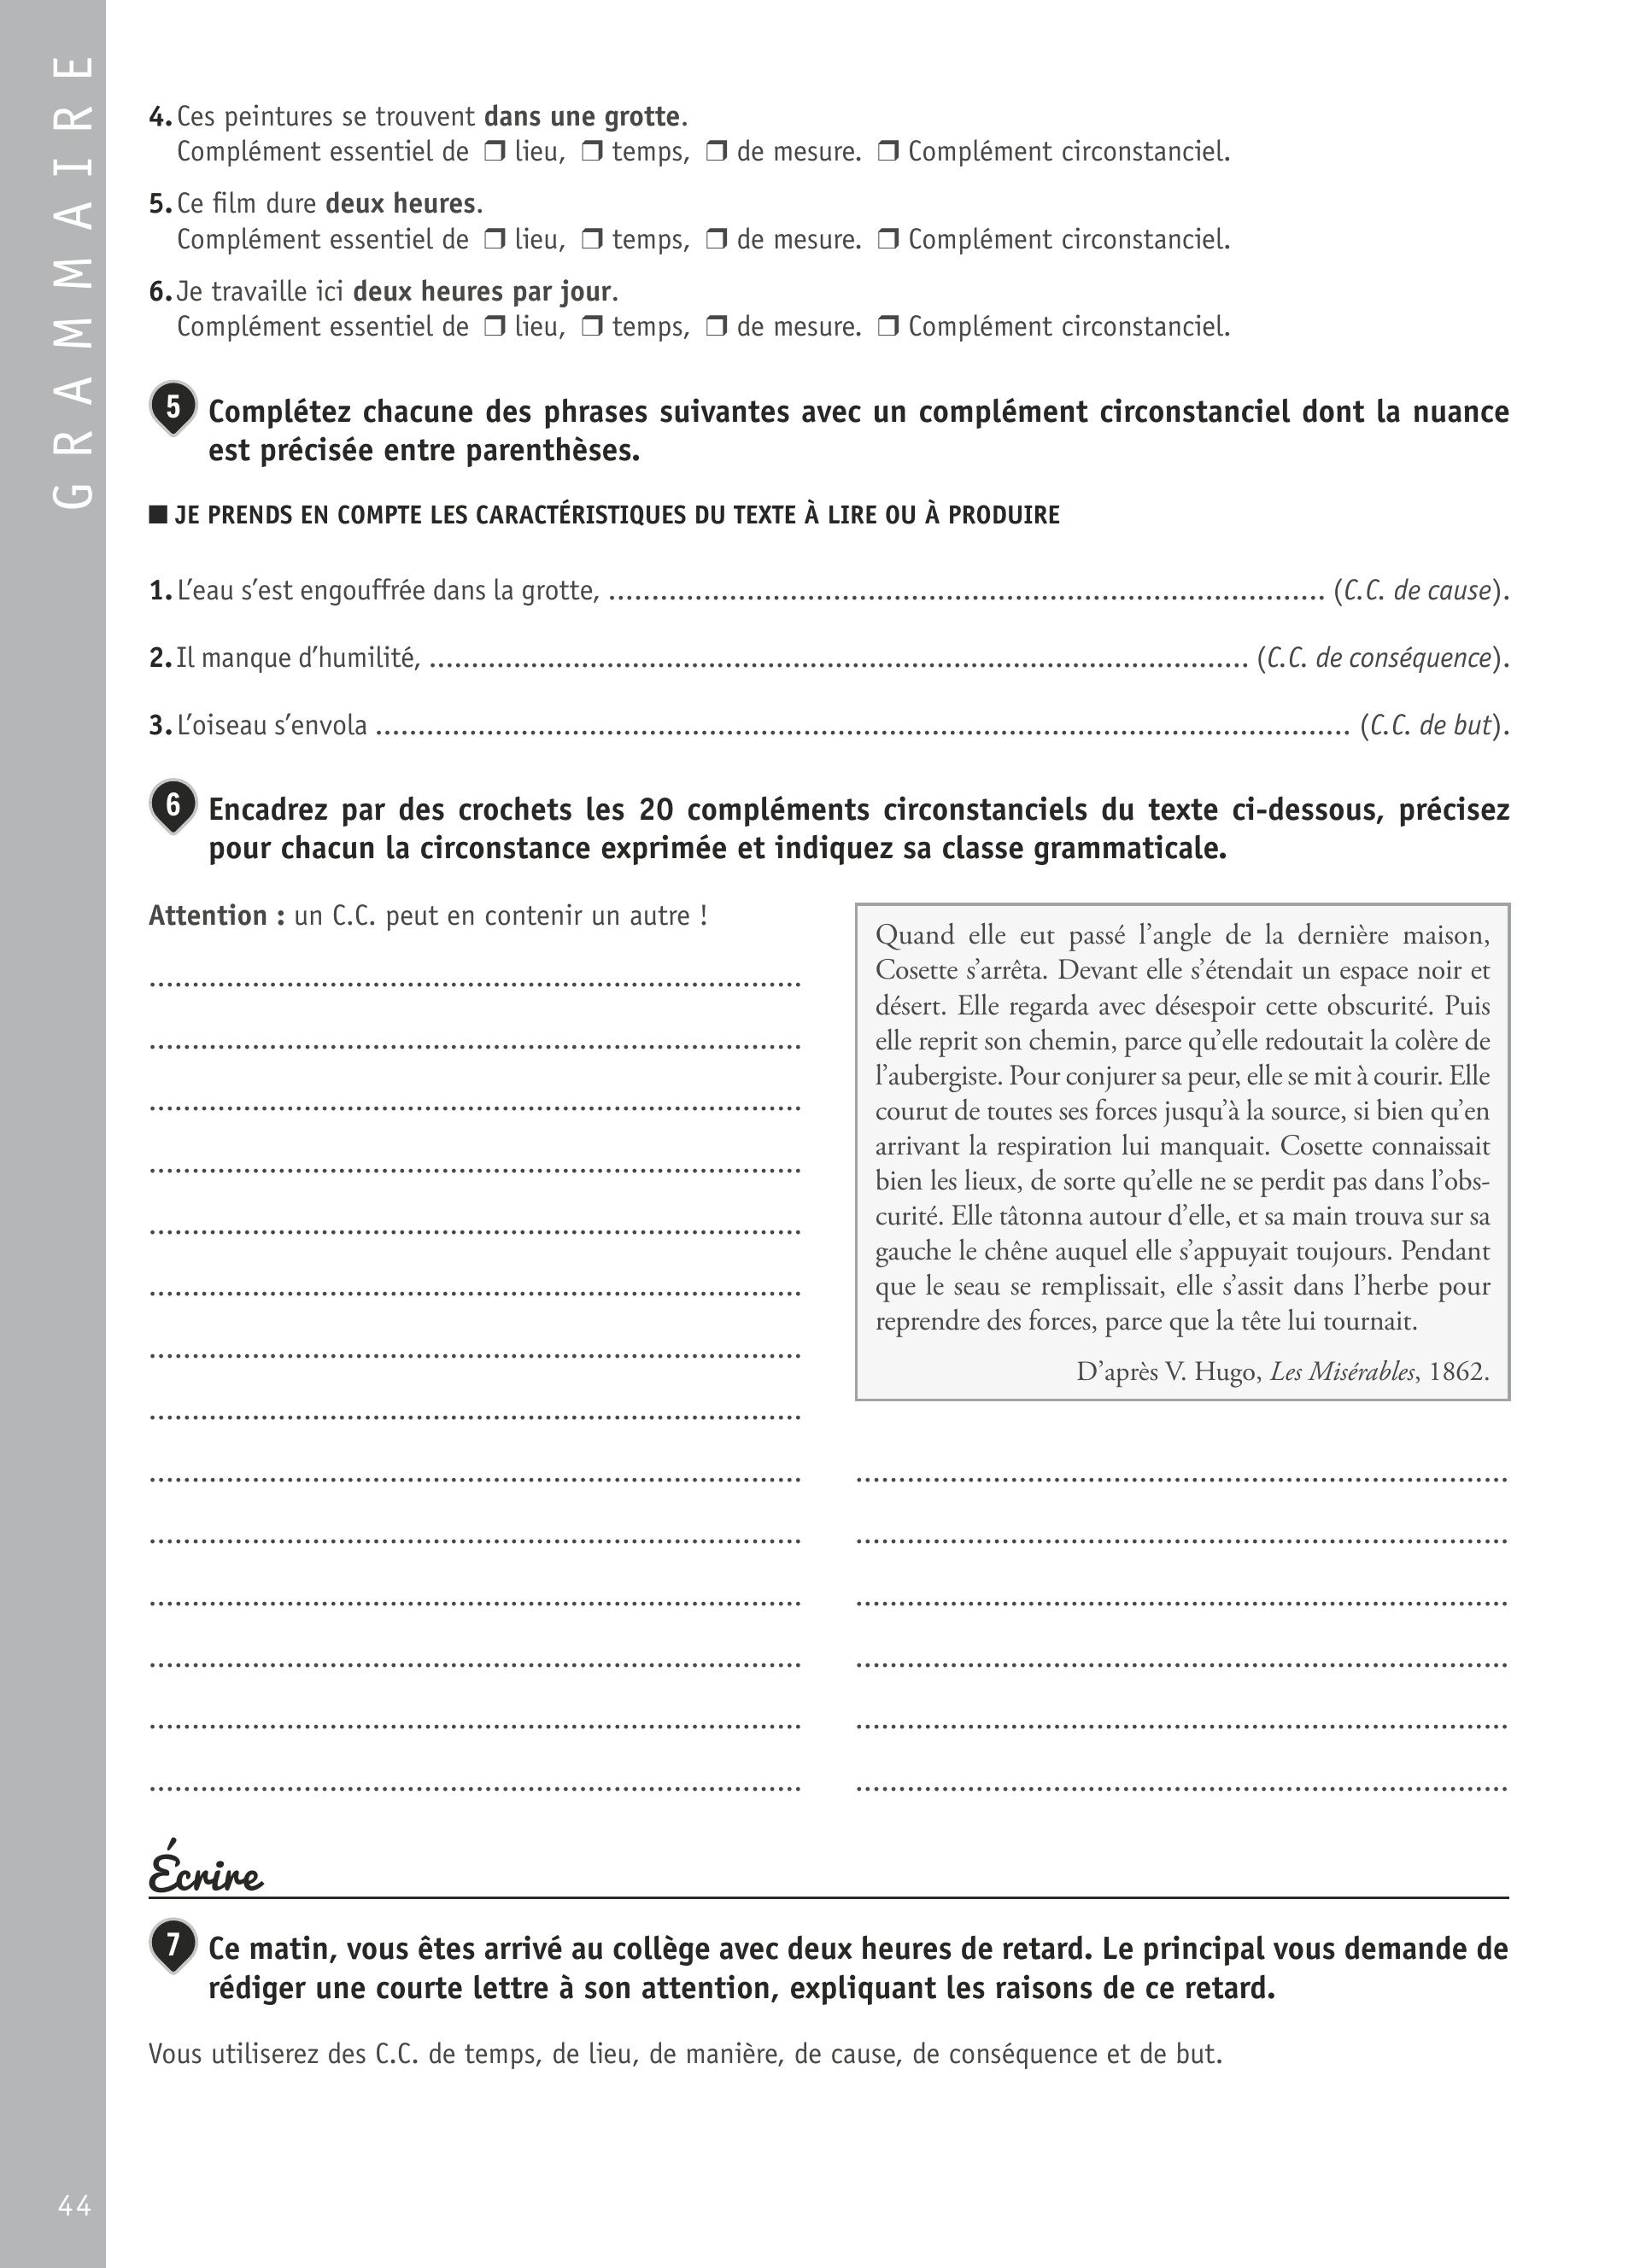 GRAMMAIRE
4. Ces peintures se trouvent dans une grotte.
Complément essentiel de ❒ lieu, ❒ temps, ❒ de mesure. ❒ Complément circonstanciel.
5. Ce film dure deux heures.
Complément essentiel de ❒ lieu, ❒ temps, ❒ de mesure. ❒ Complément circonstanciel.
6. Je travaille ici deux heures par jour.
Complément essentiel de ❒ lieu, ❒ temps, ❒ de mesure. ❒ Complément circonstanciel.
5 Complétez chacune des phrases suivantes avec un complément circonstanciel dont la nuance
est précisée entre parenthèses.
■ JE PRENDS EN COMPTE LES CARACTÉRISTIQUES DU TEXTE À LIRE OU À PRODUIRE
1. L'eau s'est engouffrée dans la grotte, .................................................................................... (C.C. de cause).
2. Il manque d'humilité, ................................................................................................ (C.C. de conséquence).
3. L'oiseau s'envola .................................................................................................................. (C.C. de but).
6 Encadrez par des crochets les 20 compléments circonstanciels du texte ci-dessous, précisez
pour chacun la circonstance exprimée et indiquez sa classe grammaticale.
Attention : un C.C. peut en contenir un autre !
Quand elle eut passé l'angle de la dernière maison,
Cosette s'arrêta. Devant elle s'étendait un espace noir et
désert. Elle regarda avec désespoir cette obscurité. Puis
elle reprit son chemin, parce qu'elle redoutait la colère de
l'aubergiste. Pour conjurer sa peur, elle se mit à courir. Elle
courut de toutes ses forces jusqu'à la source, si bien qu'en
arrivant la respiration lui manquait. Cosette connaissait
bien les lieux, de sorte qu'elle ne se perdit pas dans l'obs-
curité. Elle tâtonna autour d'elle, et sa main trouva sur sa
gauche le chêne auquel elle s'appuyait toujours. Pendant
que le seau se remplissait, elle s'assit dans l'herbe pour
reprendre des forces, parce que la tête lui tournait.
D'après V. Hugo, Les Misérables, 1862.
Écrire
7 Ce matin, vous êtes arrivé au collège avec deux heures de retard. Le principal vous demande de
rédiger une courte lettre à son attention, expliquant les raisons de ce retard.
Vous utiliserez des C.C. de temps, de lieu, de manière, de cause, de conséquence et de but.
44